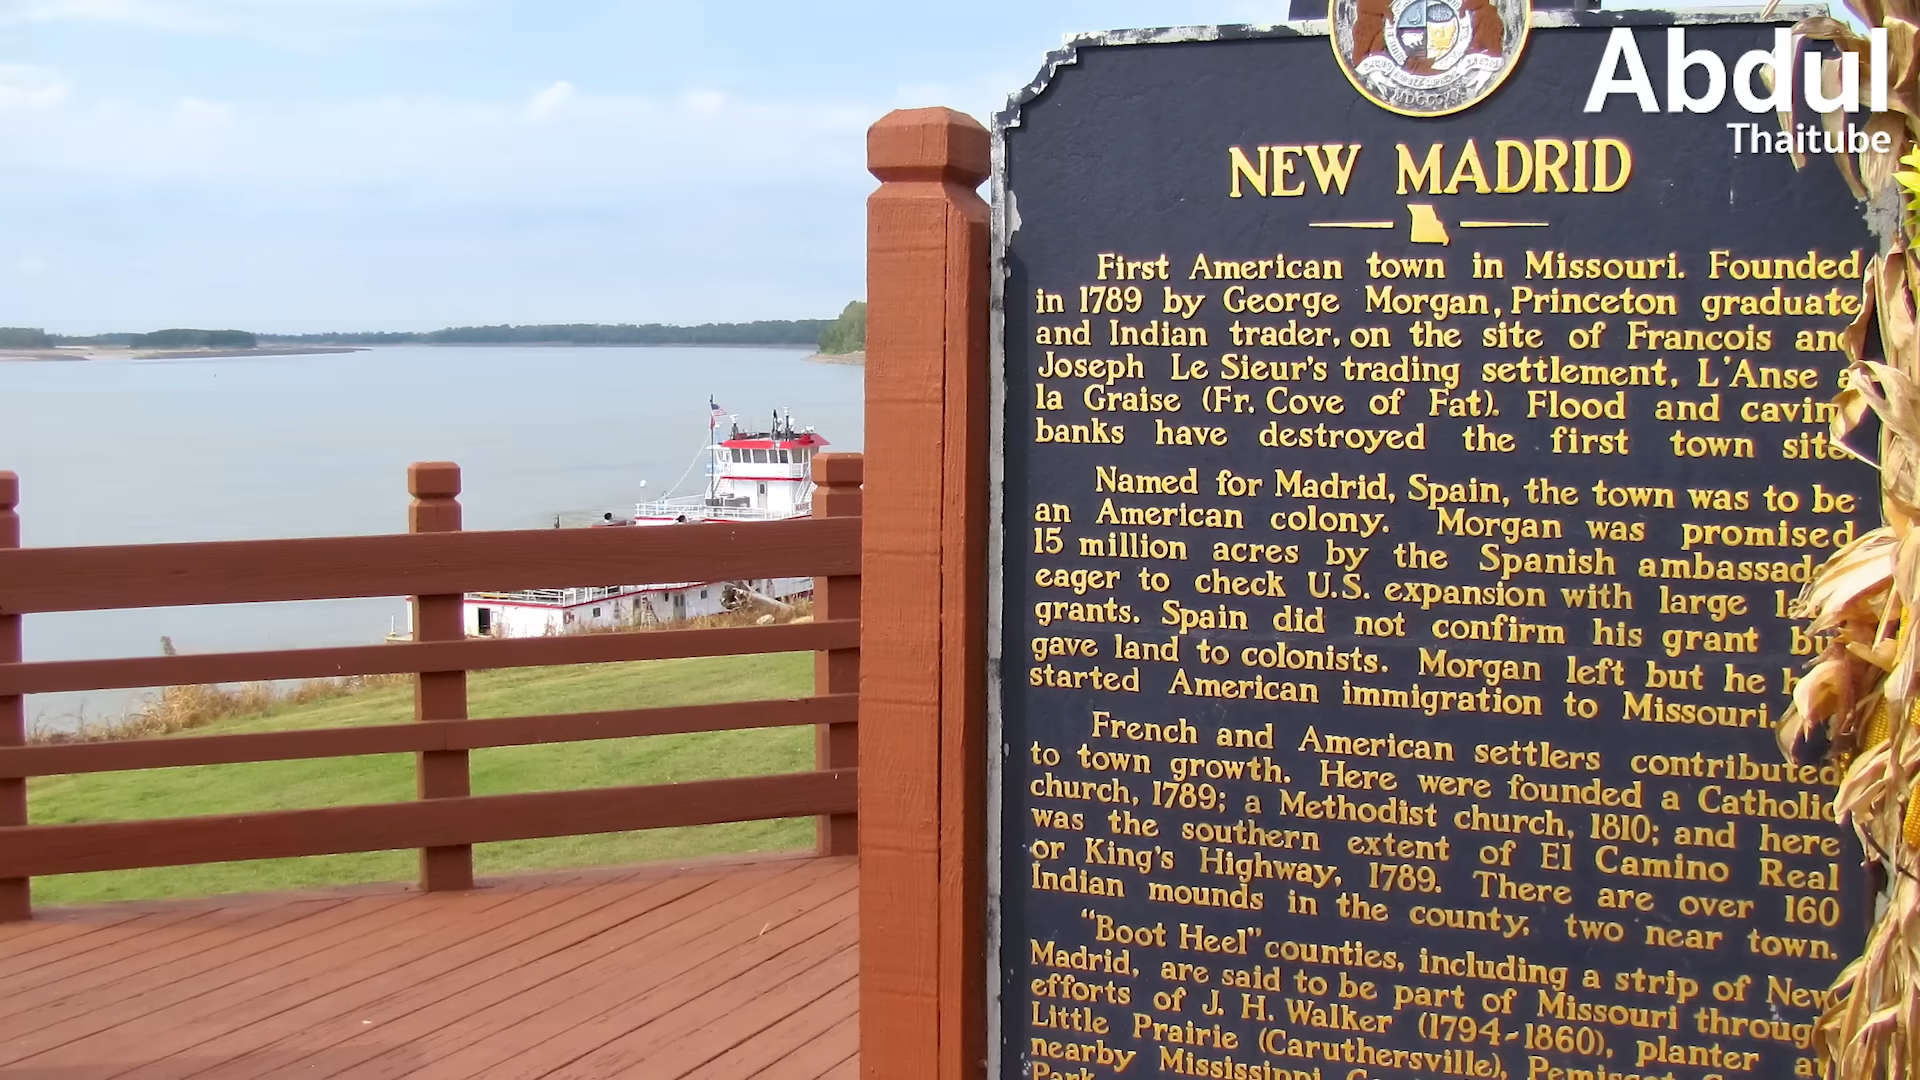 Abdul
Thaitube
NEW MADRID
First American town in Missouri. Founded
in 1789 by George Morgan, Princeton graduate
and Indian trader, on the site of Francois and
Joseph Le Sieur's trading settlement, L'Anse a
la Graise (Fr. Cove of Fat). Flood and cavin
banks have destroyed the first town site.
Named for Madrid, Spain, the town was to be
an American colony. Morgan was promised
15 million acres by the Spanish ambassado
eager to check U.S. expansion with large
grants. Spain did not confirm his grant but
gave land to colonists. Morgan left but he
started American immigration to Missouri.
French and American settlers contributed
to town growth. Here were founded a Catholic
church, 1789; a Methodist church, 1810; and here
was the southern extent of El Camino Real
or King's Highway, 1789. There are over 160
Indian mounds in the county, two near town.
"Boot Heel" counties, including a strip of New
Madrid, are said to be part of Missouri through
efforts of J. H. Walker (1794-1860), planter at
Little Prairie (Caruthersville), Pemiscot
nearby Mississippi
Park